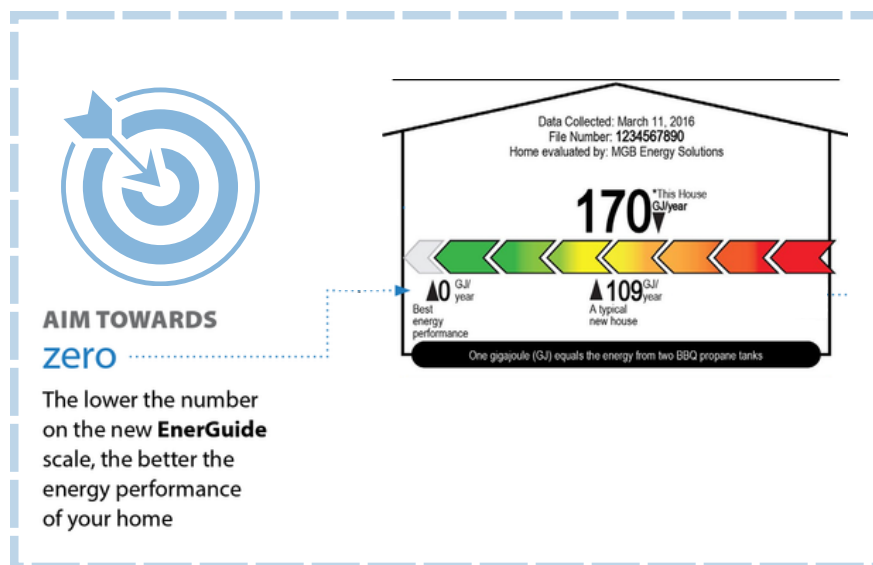 AIM TOWARDS
zero
The lower the number
on the new EnerGuide
scale, the better the
energy performance
of your home
Data Collected: March 11, 2016
File Number: 1234567890
Home evaluated by: MGB Energy Solutions
170
*This House
GJ/year
0 GJ/
year
Best
energy
performance
109 GJ/
year
A typical
new house
One gigajoule (GJ) equals the energy from two BBQ propane tanks